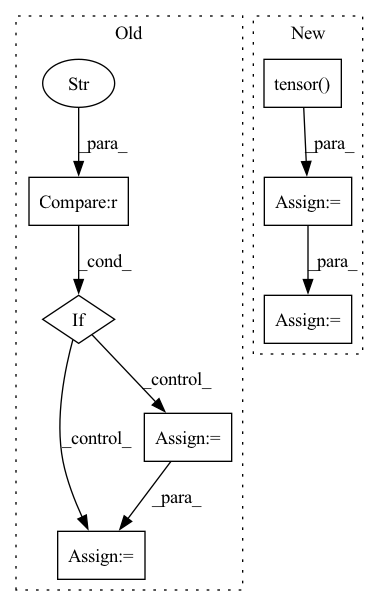 Old
New
Str
tensor()
_para_
_para_
Compare:r
Assign:=
_cond_
_para_
If
Assign:=
_control_
_control_
Assign:=
_para_
Assign:=